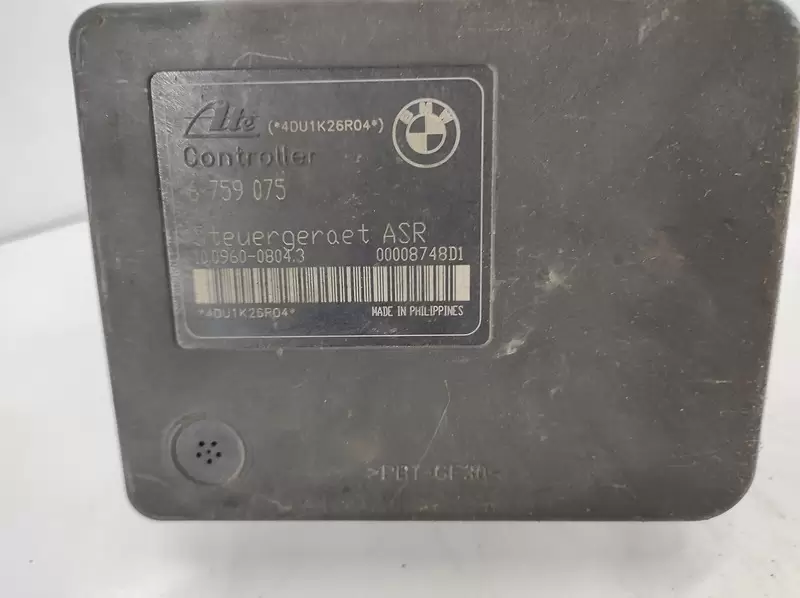 Ate (*4DU1K26R04*)
BMW
Controller
6 759 075
Steuergeraet ASR
10.0960-0804.3 00008748D1
*4DU1K26R04* MADE IN PHILIPPINES
>PBT-GF30<